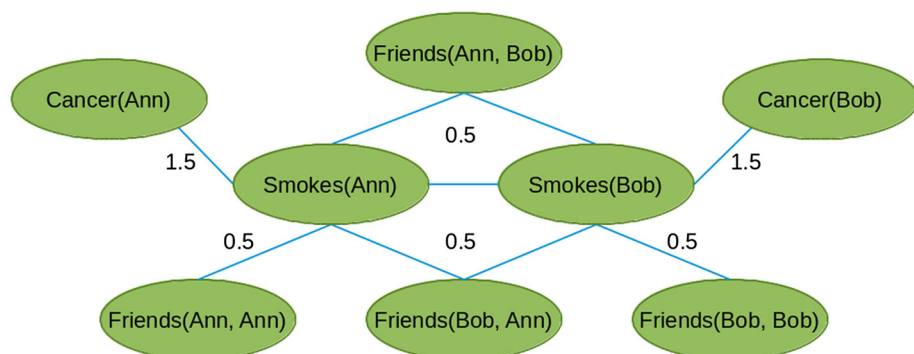 Friends(Ann, Bob)
Cancer(Ann)
Cancer(Bob)
0.5
1.5
1.5
Smokes(Ann)
Smokes(Bob)
0.5
0.5
0.5
Friends(Ann, Ann)
Friends(Bob, Ann)
Friends(Bob, Bob)